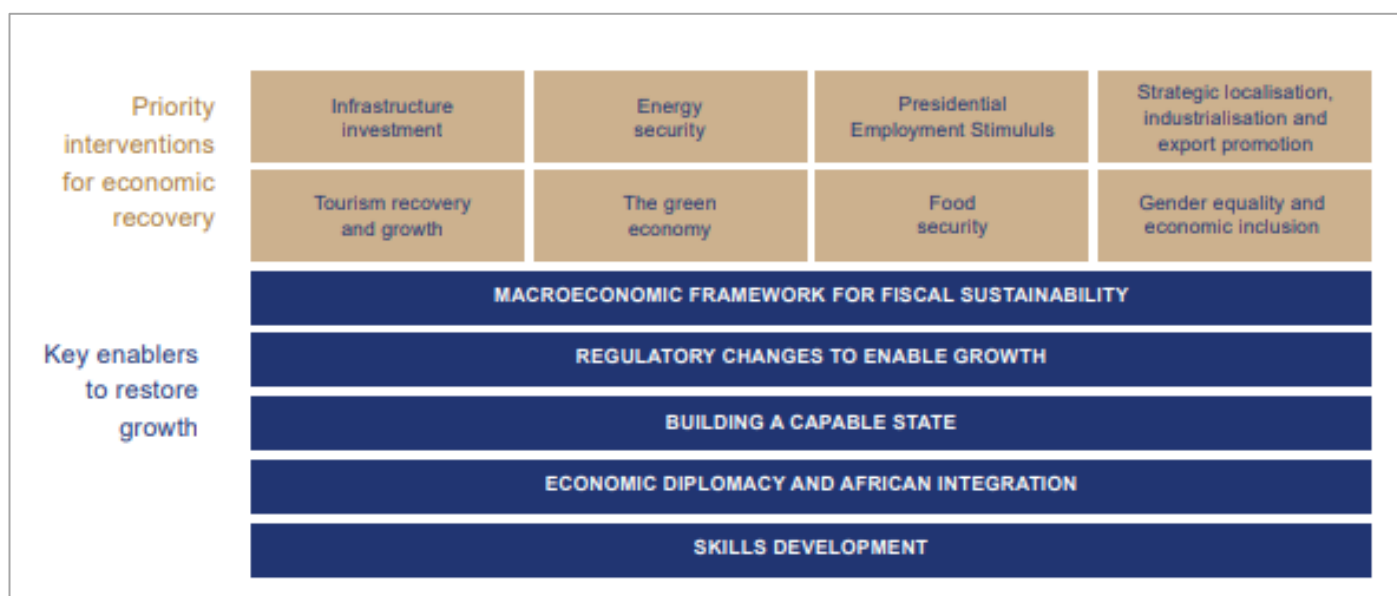 Priority
interventions
for economic
recovery
Infrastructure
investment
Energy
security
Presidential
Employment Stimululs
Strategic localisation,
industrialisation and
export promotion
Tourism recovery
and growth
The green
economy
Food
security
Gender equality and
economic inclusion
Key enablers
to restore
growth
MACROECONOMIC FRAMEWORK FOR FISCAL SUSTAINABILITY
REGULATORY CHANGES TO ENABLE GROWTH
BUILDING A CAPABLE STATE
ECONOMIC DIPLOMACY AND AFRICAN INTEGRATION
SKILLS DEVELOPMENT